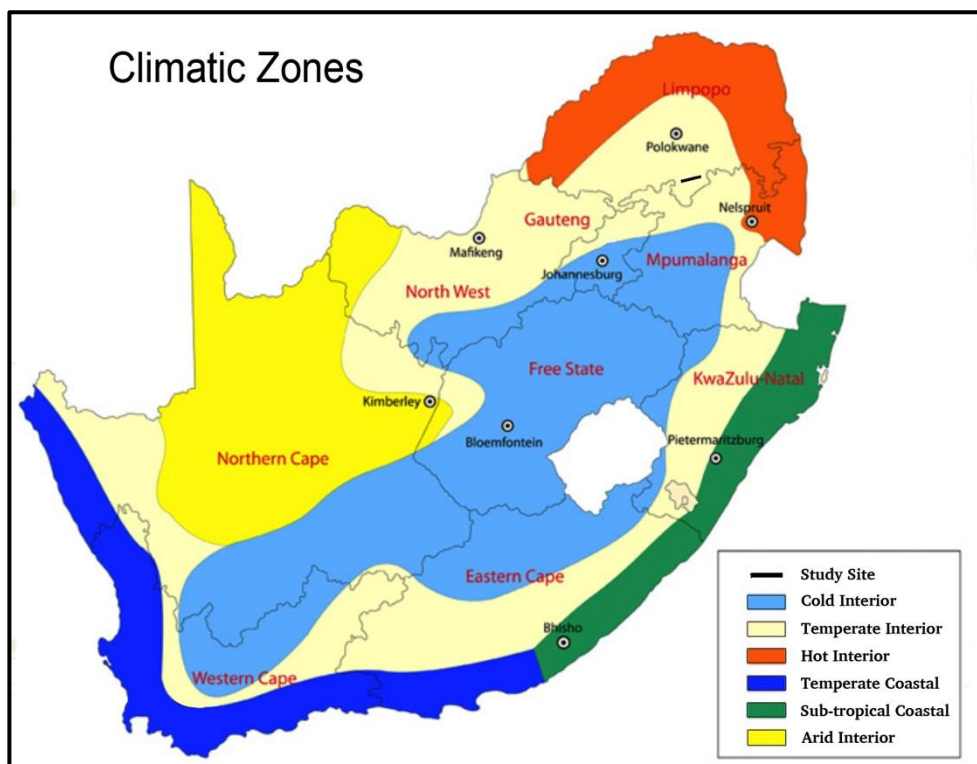 Climatic Zones
Limpopo
Polokwane
Nelspruit
Gauteng
Mafikeng
Johannesburg
Mpumalanga
North West
Free State
KwaZulu-Natal
Kimberley
Bloemfontein
Pietermaritzburg
Northern Cape
Eastern Cape
Bhisho
Western Cape
Study Site
Cold Interior
Temperate Interior
Hot Interior
Temperate Coastal
Sub-tropical Coastal
Arid Interior